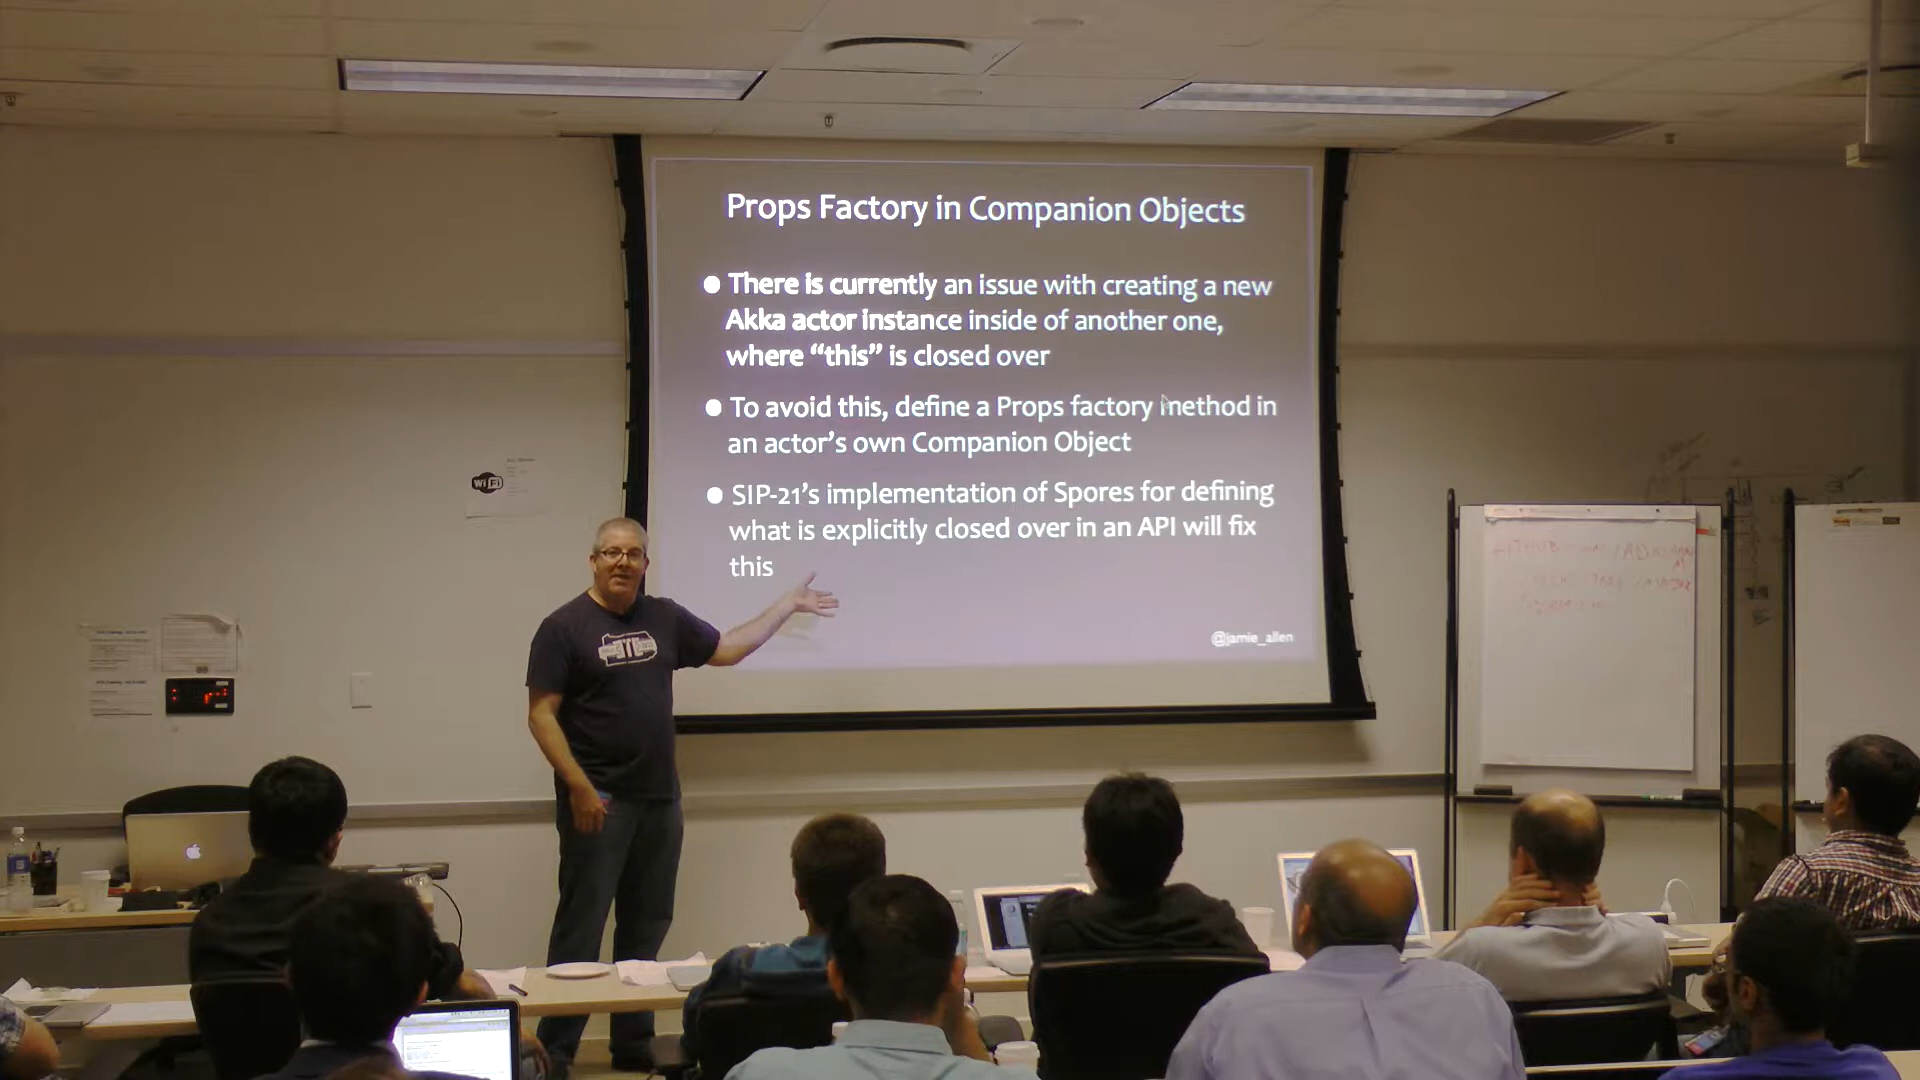 Props Factory in Companion Objects
There is currently an issue with creating a new
Akka actor instance inside of another one,
where “this” is closed over
To avoid this, define a Props factory method in
an actor’s own Companion Object
SIP-21’s implementation of Spores for defining
what is explicitly closed over in an API will fix
this
@jamie_allen
Wi Fi